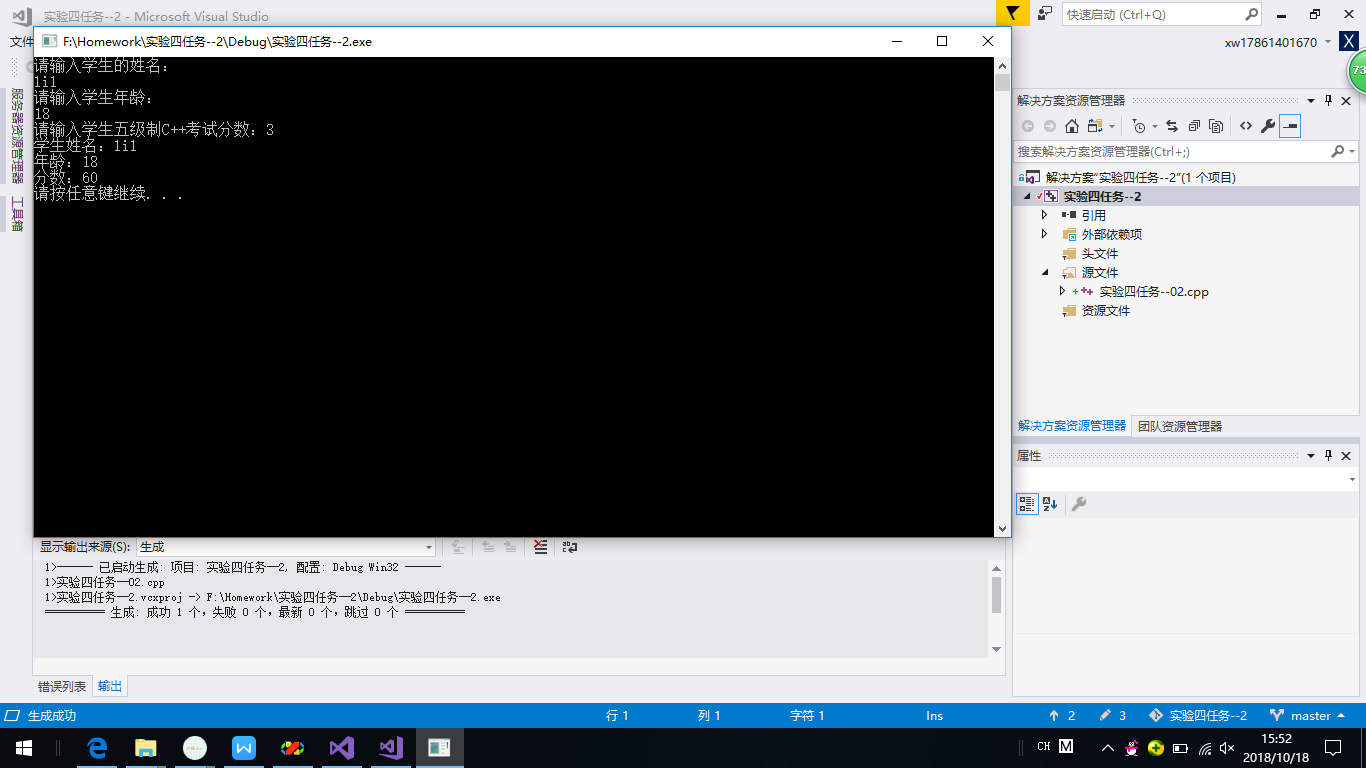 实验四任务--2 - Microsoft Visual Studio
快速启动 (Ctrl+Q)
文件
xw17861401670
X
F:\Homework\实验四任务--2\Debug\实验四任务--2.exe
请输入学生的姓名:
lil
请输入学生年龄:
18
请输入学生五级制C++考试分数: 3
学生姓名: lil
年龄: 18
分数: 60
请按任意键继续. . .
服务器资源管理器
工具箱
73
解决方案资源管理器
搜索解决方案资源管理器(Ctrl+;)
解决方案"实验四任务--2"(1 个项目)
实验四任务--2
引用
外部依赖项
头文件
源文件
实验四任务--02.cpp
资源文件
解决方案资源管理器 团队资源管理器
属性
显示输出来源(S): 生成
1>------ 已启动生成: 项目: 实验四任务--2, 配置: Debug Win32 ------
1>实验四任务--02.cpp
1>实验四任务--2.vcxproj -> F:\Homework\实验四任务--2\Debug\实验四任务--2.exe
========== 生成: 成功 1 个，失败 0 个，最新 0 个，跳过 0 个 ==========
错误列表 输出
生成成功 行 1 列 1 字符 1 Ins 2 3 实验四任务--2 master
CH M
15:52
2018/10/18